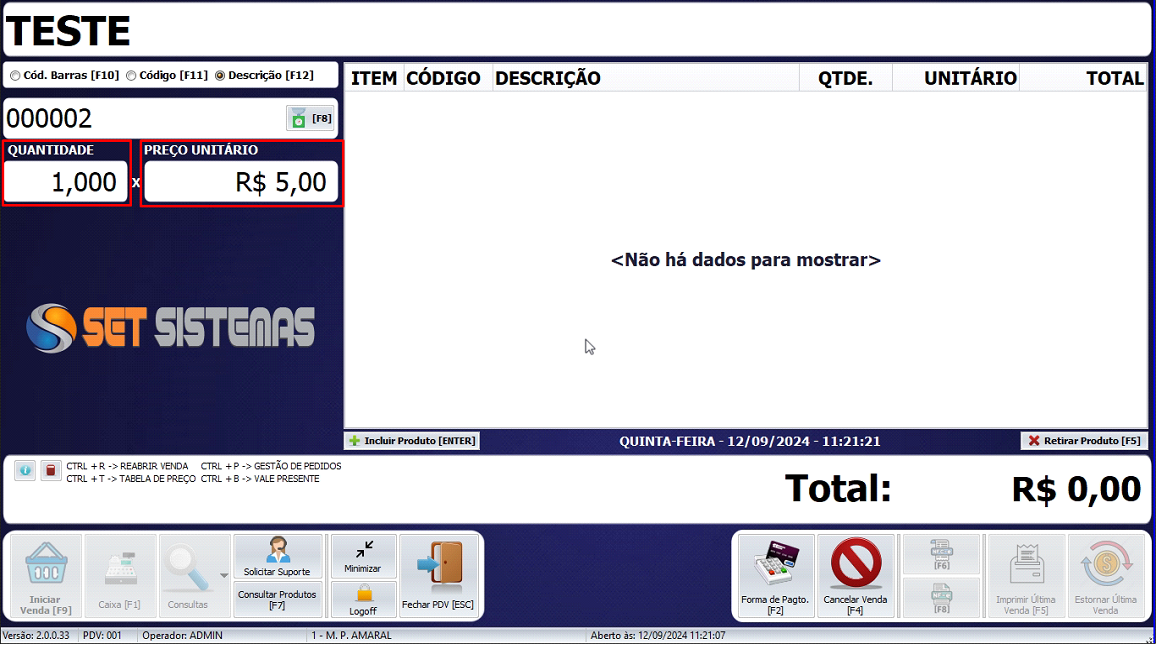 TESTE
Cód. Barras [F10] Código [F11] Descrição [F12]
ITEM CÓDIGO DESCRIÇÃO QTDE. UNITÁRIO TOTAL
000002 [F8]
QUANTIDADE PREÇO UNITÁRIO
1,000 x R$ 5,00
<Não há dados para mostrar>
SET SISTEMAS
Incluir Produto [ENTER] QUINTA-FEIRA - 12/09/2024 - 11:21:21 Retirar Produto [F5]
CTRL + R -> REABRIR VENDA CTRL + P -> GESTÃO DE PEDIDOS
CTRL + T -> TABELA DE PREÇO CTRL + B -> VALE PRESENTE
Total: R$ 0,00
Iniciar
Venda [F9]
Caixa [F1]
Consultas
Solicitar Suporte
Consultar Produtos
[F7]
Minimizar
Logoff
Fechar PDV [ESC]
Forma de Pagto.
[F2]
Cancelar Venda
[F4]
[F6]
[F8]
Imprimir Última
Venda [F5]
Estornar Última
Venda
Versão: 2.0.0.33 PDV: 001 Operador: ADMIN 1 - M. P. AMARAL Aberto às: 12/09/2024 11:21:07